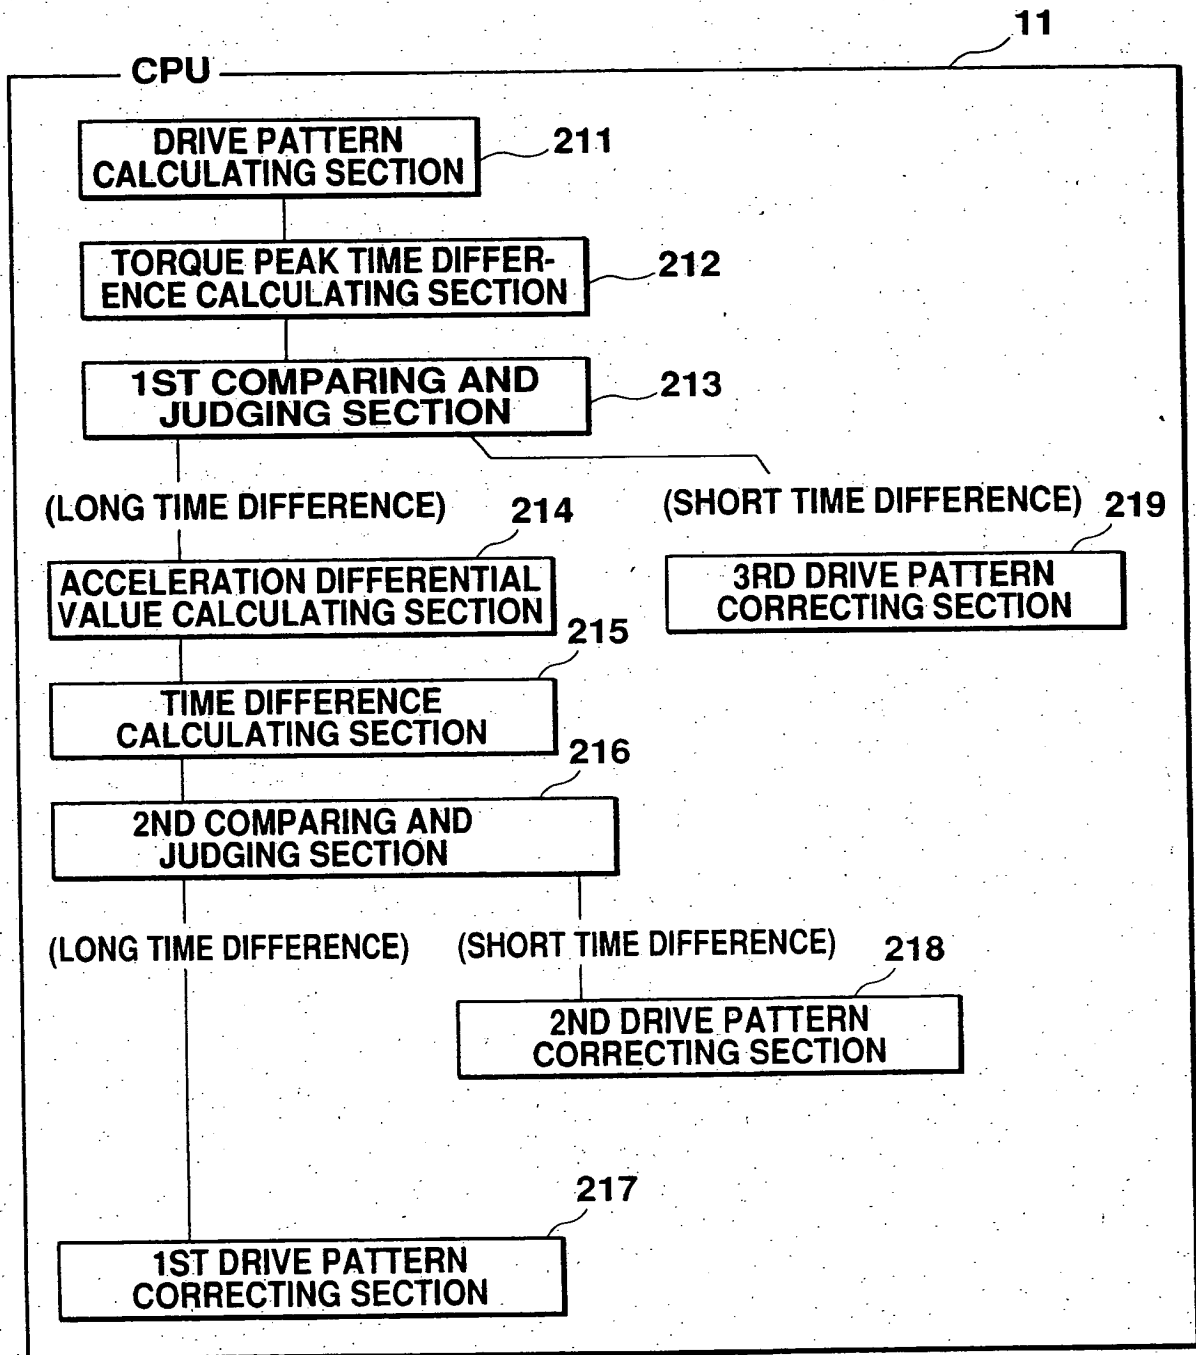 11
CPU
DRIVE PATTERN
CALCULATING SECTION
211
TORQUE PEAK TIME DIFFER-
ENCE CALCULATING SECTION
212
1ST COMPARING AND
JUDGING SECTION
213
(LONG TIME DIFFERENCE)
214
(SHORT TIME DIFFERENCE)
219
ACCELERATION DIFFERENTIAL
VALUE CALCULATING SECTION
3RD DRIVE PATTERN
CORRECTING SECTION
215
TIME DIFFERENCE
CALCULATING SECTION
216
2ND COMPARING AND
JUDGING SECTION
(LONG TIME DIFFERENCE)
(SHORT TIME DIFFERENCE)
218
2ND DRIVE PATTERN
CORRECTING SECTION
217
1ST DRIVE PATTERN
CORRECTING SECTION